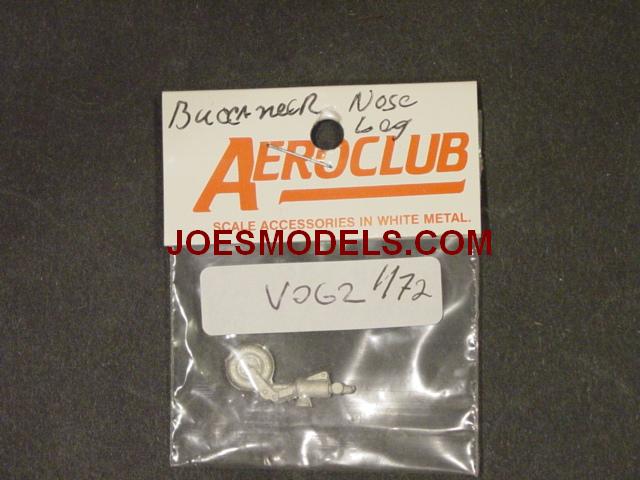 Buccaneer Nose
Leg
AEROCLUB
SCALE ACCESSORIES IN WHITE METAL.
JOESMODELS.COM
V062 1/72